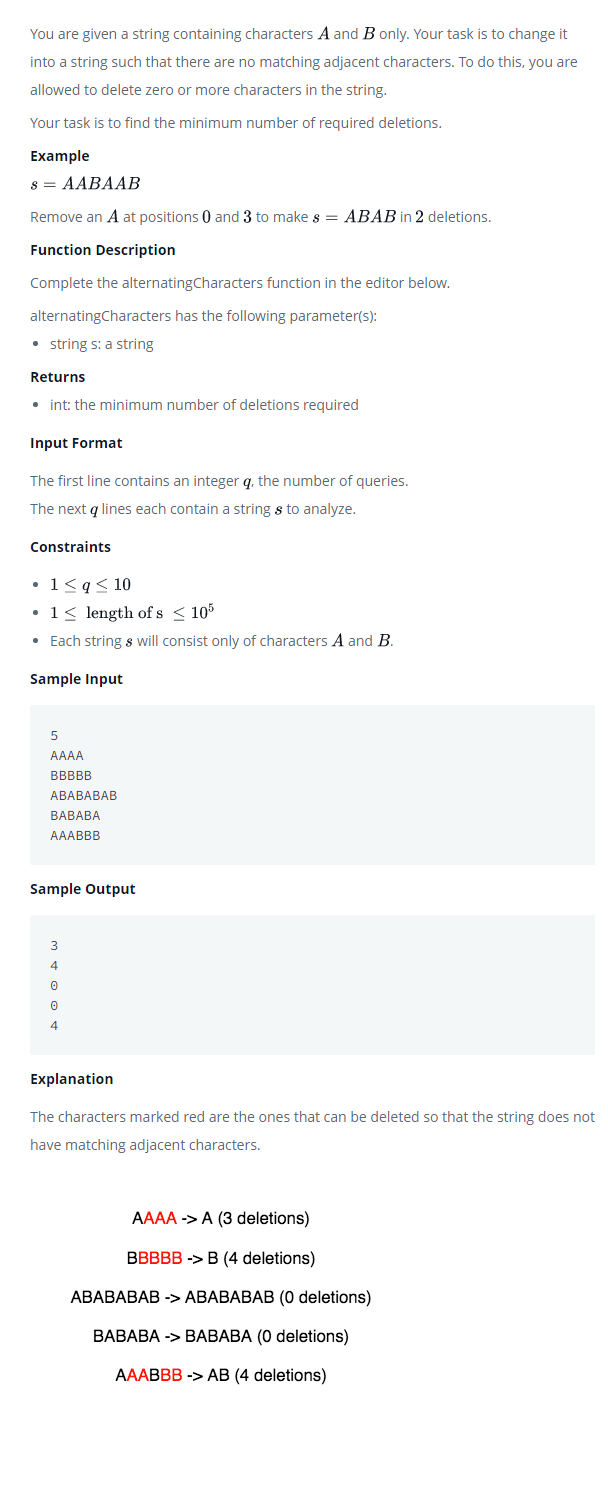 You are given a string containing characters A and B only. Your task is to change it
into a string such that there are no matching adjacent characters. To do this, you are
allowed to delete zero or more characters in the string.
Your task is to find the minimum number of required deletions.
Example
s = AABAAB
Remove an A at positions 0 and 3 to make s = ABAB in 2 deletions.
Function Description
Complete the alternatingCharacters function in the editor below.
alternatingCharacters has the following parameter(s):
• string s: a string
Returns
• int: the minimum number of deletions required
Input Format
The first line contains an integer q, the number of queries.
The next q lines each contain a string s to analyze.
Constraints
• 1 ≤ q ≤ 10
• 1 ≤ length of s ≤ 10⁵
• Each string s will consist only of characters A and B.
Sample Input
5
AAAA
BBBBB
ABABABAB
BABABA
AAABBB
Sample Output
3
4
0
0
4
Explanation
The characters marked red are the ones that can be deleted so that the string does not
have matching adjacent characters.
AAAA -> A (3 deletions)
BBBBB -> B (4 deletions)
ABABABAB -> ABABABAB (0 deletions)
BABABA -> BABABA (0 deletions)
AAABBB -> AB (4 deletions)